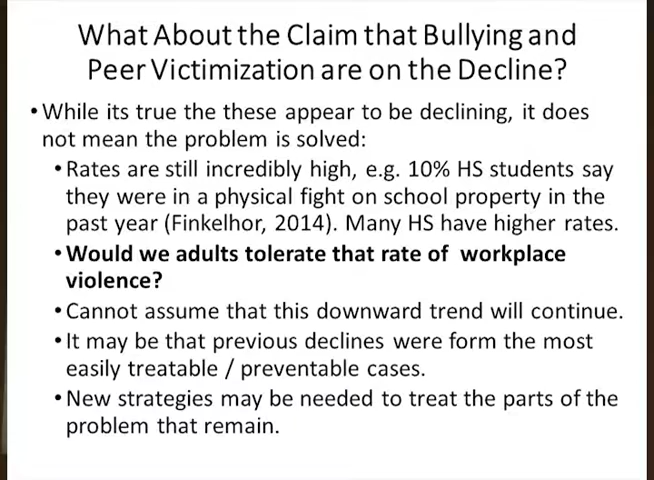 What About the Claim that Bullying and
Peer Victimization are on the Decline?
• While its true the these appear to be declining, it does
not mean the problem is solved:
• Rates are still incredibly high, e.g. 10% HS students say
they were in a physical fight on school property in the
past year (Finkelhor, 2014). Many HS have higher rates.
• Would we adults tolerate that rate of workplace
violence?
• Cannot assume that this downward trend will continue.
• It may be that previous declines were form the most
easily treatable / preventable cases.
• New strategies may be needed to treat the parts of the
problem that remain.